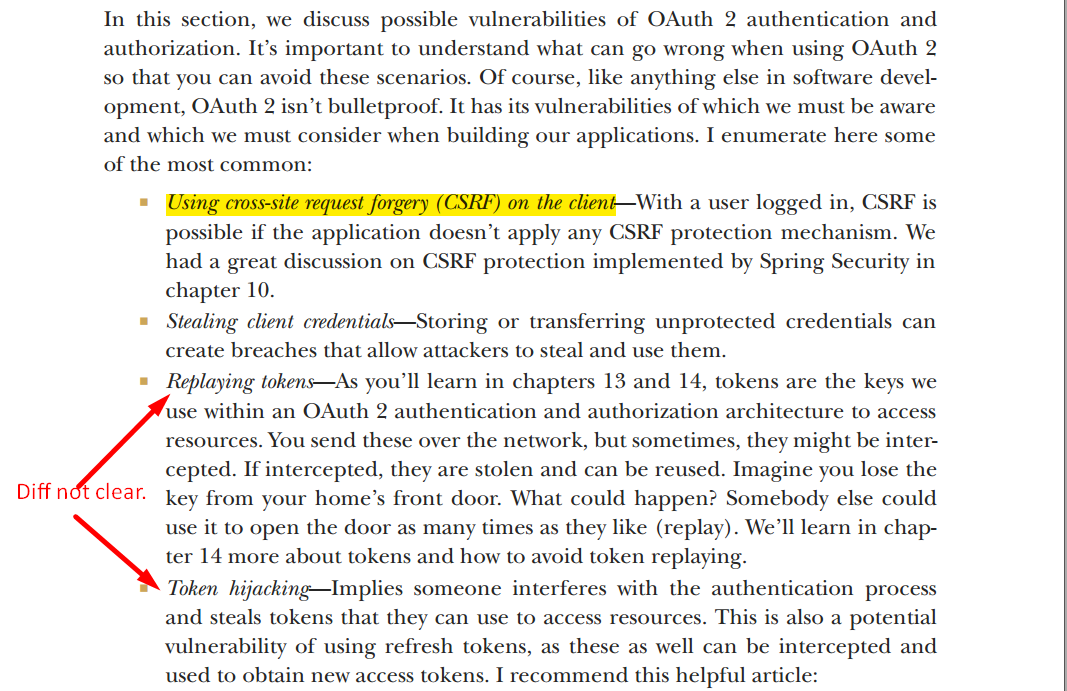 In this section, we discuss possible vulnerabilities of OAuth 2 authentication and
authorization. It’s important to understand what can go wrong when using OAuth 2
so that you can avoid these scenarios. Of course, like anything else in software devel-
opment, OAuth 2 isn’t bulletproof. It has its vulnerabilities of which we must be aware
and which we must consider when building our applications. I enumerate here some
of the most common:
■ Using cross-site request forgery (CSRF) on the client—With a user logged in, CSRF is
possible if the application doesn’t apply any CSRF protection mechanism. We
had a great discussion on CSRF protection implemented by Spring Security in
chapter 10.
■ Stealing client credentials—Storing or transferring unprotected credentials can
create breaches that allow attackers to steal and use them.
■ Replaying tokens—As you’ll learn in chapters 13 and 14, tokens are the keys we
use within an OAuth 2 authentication and authorization architecture to access
resources. You send these over the network, but sometimes, they might be inter-
cepted. If intercepted, they are stolen and can be reused. Imagine you lose the
key from your home’s front door. What could happen? Somebody else could
use it to open the door as many times as they like (replay). We’ll learn in chap-
ter 14 more about tokens and how to avoid token replaying.
Diff not clear.
■ Token hijacking—Implies someone interferes with the authentication process
and steals tokens that they can use to access resources. This is also a potential
vulnerability of using refresh tokens, as these as well can be intercepted and
used to obtain new access tokens. I recommend this helpful article: